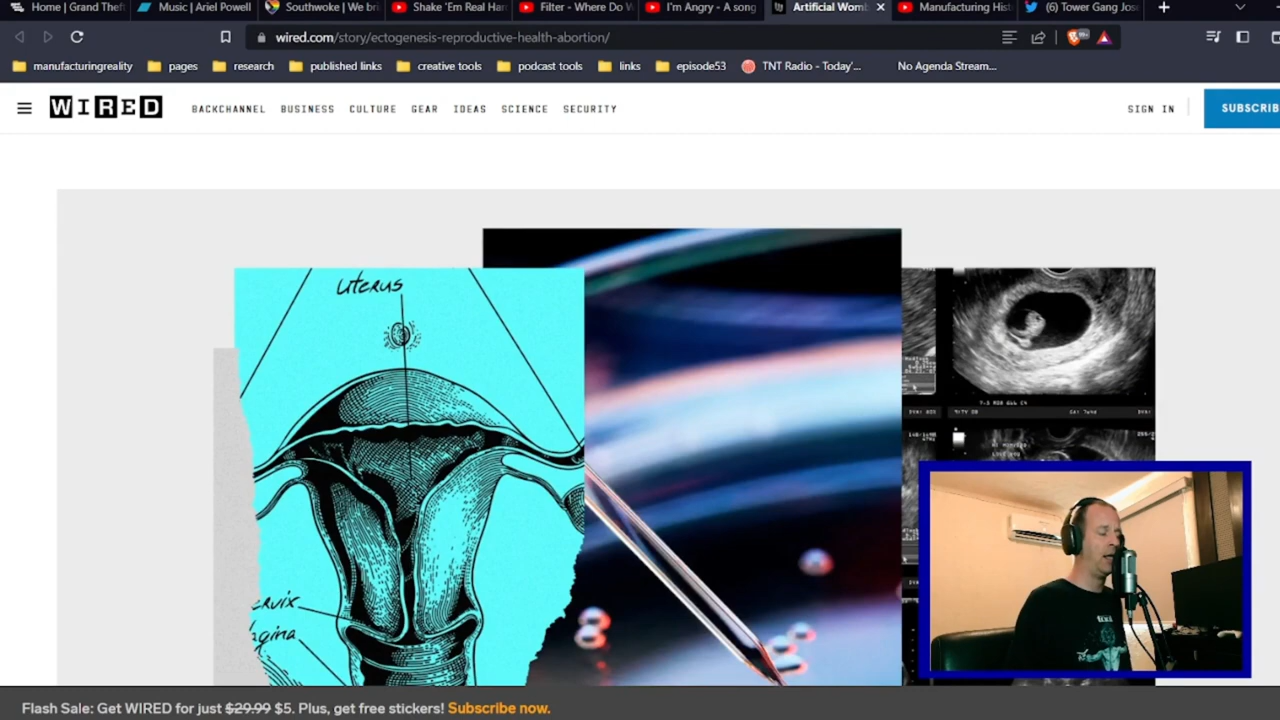 Home | Grand Theft
Music | Ariel Powell
Southwoke | We bri
Shake 'Em Real Har
Filter - Where Do W
I'm Angry - A song
Artificial Womb
Manufacturing His
(6) Tower Gang Jos
wired.com/story/ectogenesis-reproductive-health-abortion/
manufacturingreality
pages
research
published links
creative tools
podcast tools
links
episode53
TNT Radio - Today'...
No Agenda Stream...
WIRED
BACKCHANNEL BUSINESS CULTURE GEAR IDEAS SCIENCE SECURITY
SIGN IN
SUBSCRIB
uterus
cervix
vagina
Flash Sale: Get WIRED for just $29.99 $5. Plus, get free stickers! Subscribe now.